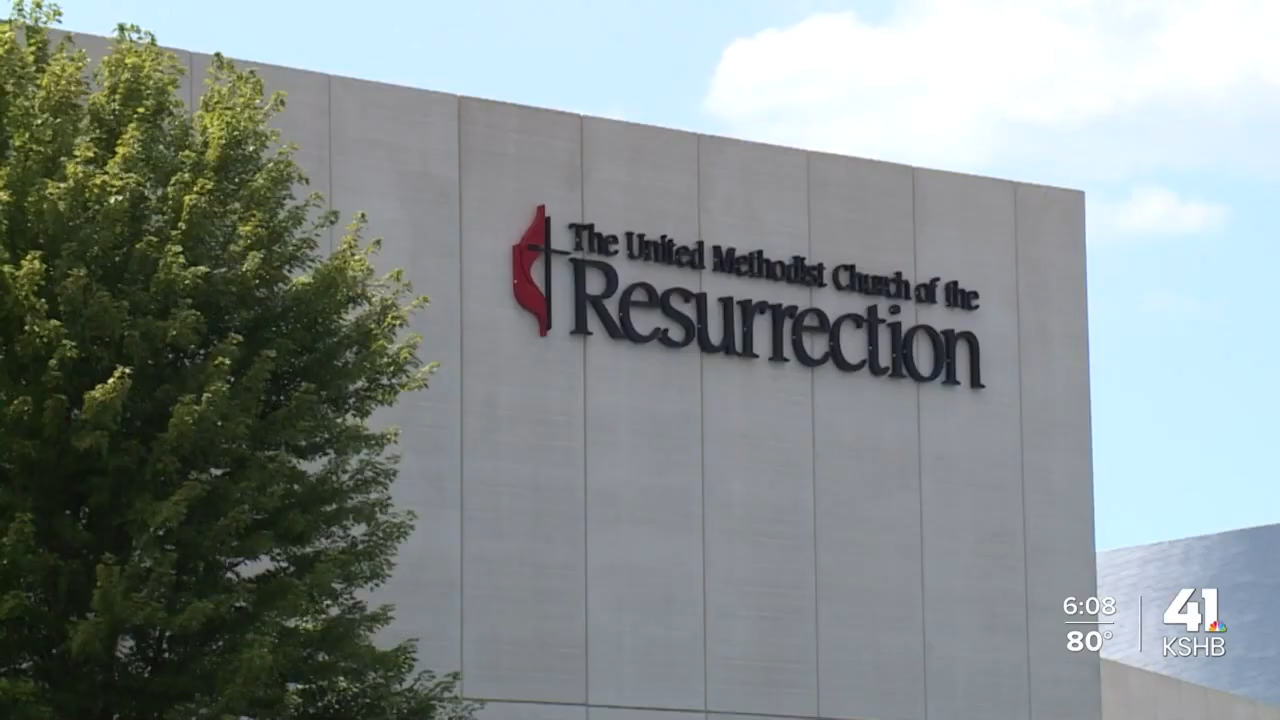 The United Methodist Church of the
Resurrection
6:08
80°
41
KSHB